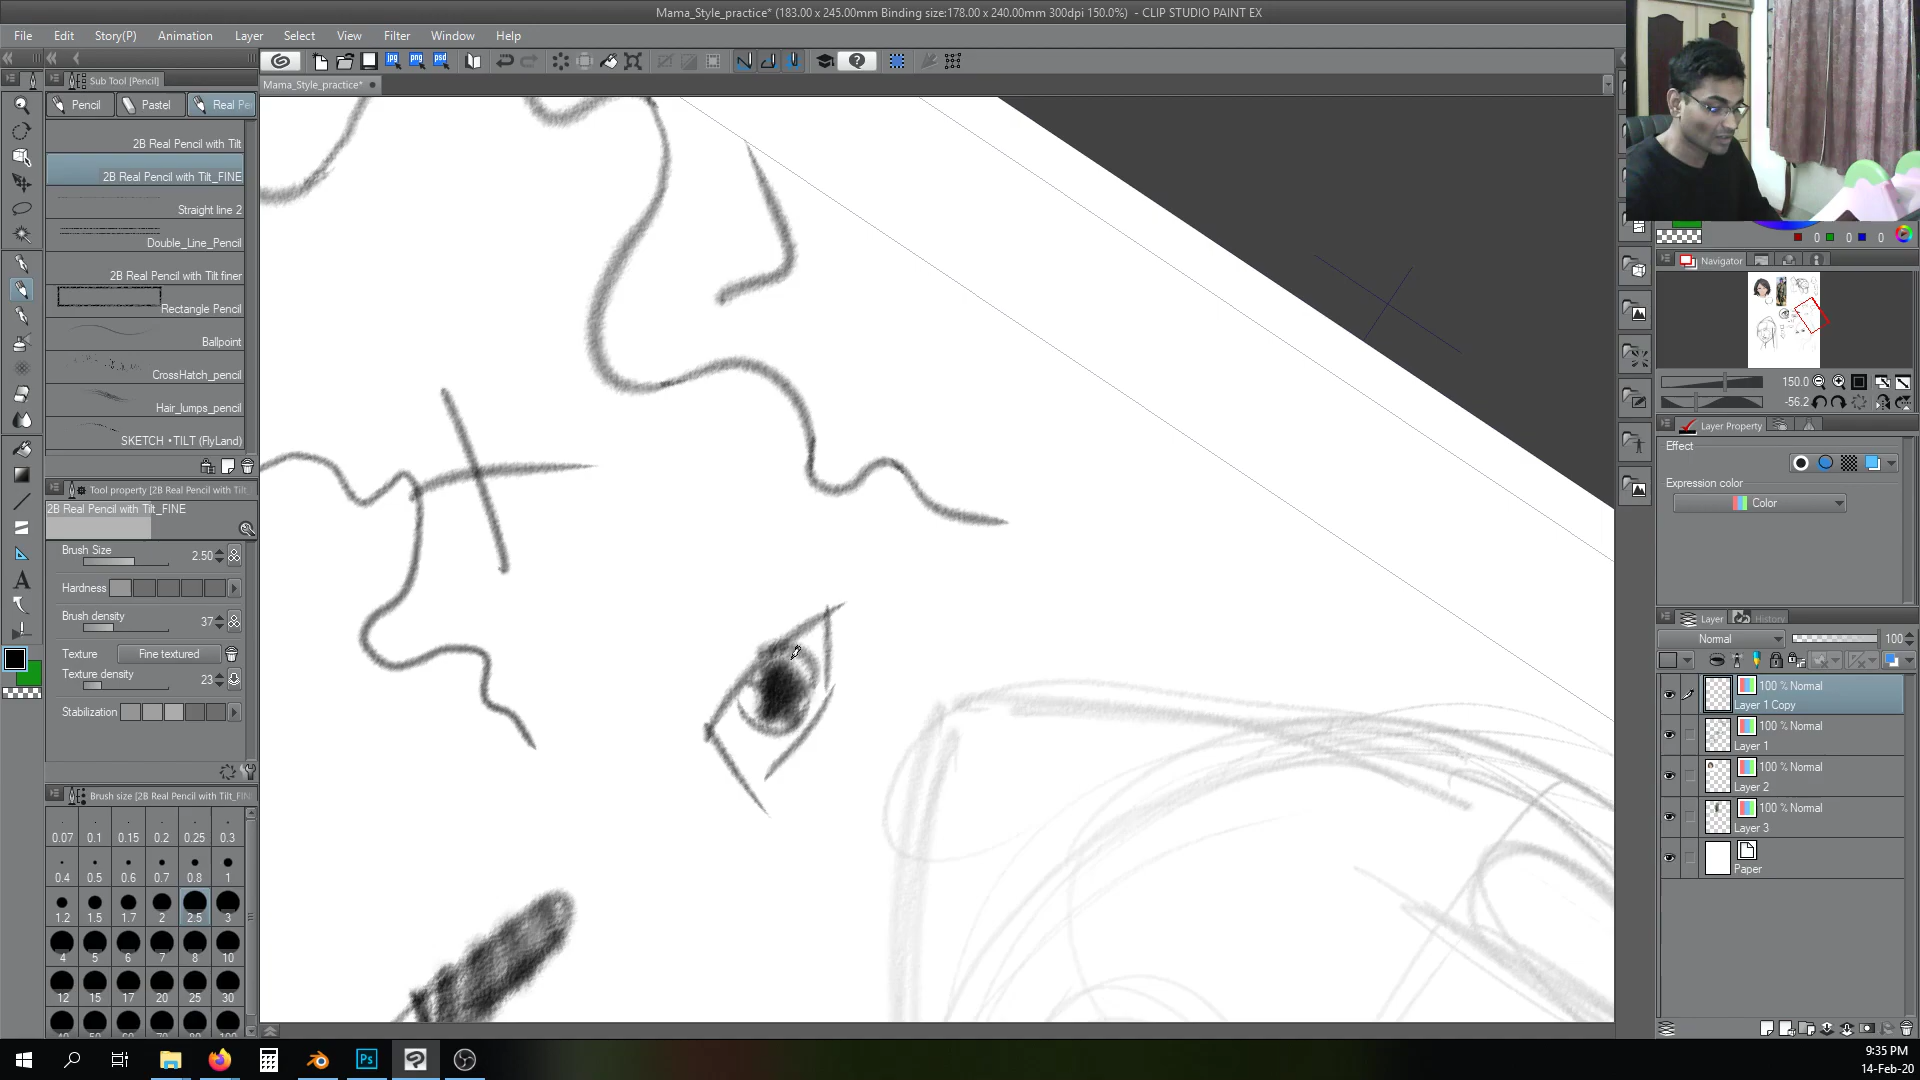 Mama_Style_practice* (183.00 x 245.00mm Binding size:178.00 x 240.00mm 300dpi 150.0%) - CLIP STUDIO PAINT EX
File Edit Story(P) Animation Layer Select View Filter Window Help
jpg png psd
Sub Tool [Pencil]
Mama_Style_practice*
Pencil Pastel Real Pe
2B Real Pencil with Tilt
2B Real Pencil with Tilt_FINE
Straight line 2
Double_Line_Pencil
2B Real Pencil with Tilt finer
Rectangle Pencil
Ballpoint
CrossHatch_pencil
Hair_lumps_pencil
SKETCH •TILT (FlyLand)
Tool property [2B Real Pencil with Tilt
2B Real Pencil with Tilt_FINE
Brush Size 2.50
Hardness
Brush density 37
Texture Fine textured
Texture density 23
Stabilization
Brush size [2B Real Pencil with Tilt_FIN
0.07 0.1 0.15 0.2 0.25 0.3
0.4 0.5 0.6 0.7 0.8 1
1.2 1.5 1.7 2 2.5 3
4 5 6 7 8 10
12 15 17 20 25 30
0 0 0
Navigator
150.0
-56.2
Layer Property
Effect
Expression color
Color
Layer History
Normal 100
100 % Normal
Layer 1 Copy
100 % Normal
Layer 1
100 % Normal
Layer 2
100 % Normal
Layer 3
Paper
Ps
9:35 PM
14-Feb-20